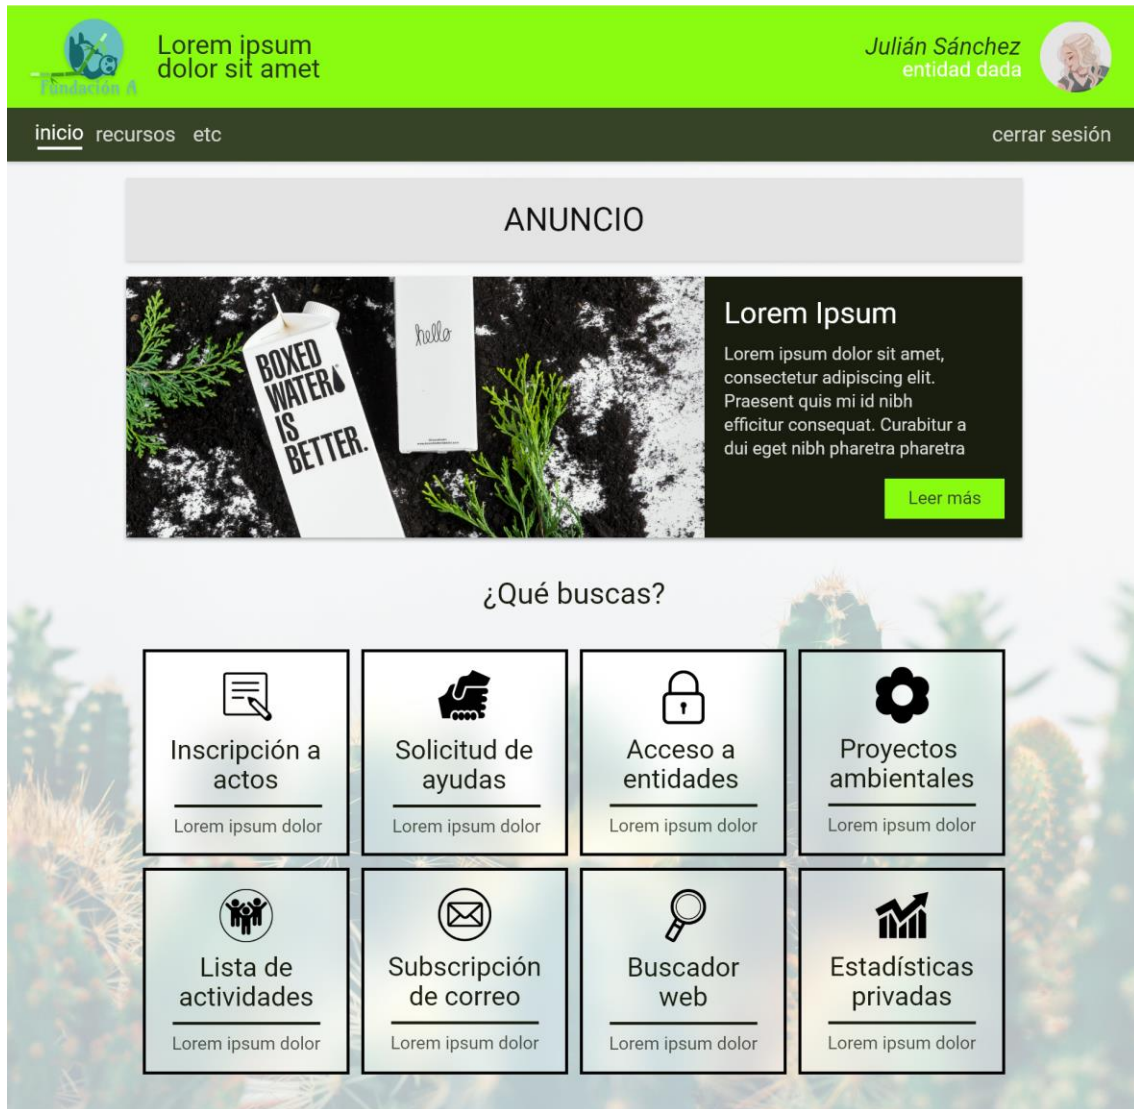 Lorem ipsum
dolor sit amet
Fundación A
Julián Sánchez
entidad dada
inicio recursos etc
cerrar sesión
ANUNCIO
BOXED
WATER
IS
BETTER.
hello
Lorem Ipsum
Lorem ipsum dolor sit amet,
consectetur adipiscing elit.
Praesent quis mi id nibh
efficitur consequat. Curabitur a
dui eget nibh pharetra pharetra
Leer más
¿Qué buscas?
Inscripción a
actos
Lorem ipsum dolor
Solicitud de
ayudas
Lorem ipsum dolor
Acceso a
entidades
Lorem ipsum dolor
Proyectos
ambientales
Lorem ipsum dolor
Lista de
actividades
Lorem ipsum dolor
Subscripción
de correo
Lorem ipsum dolor
Buscador
web
Lorem ipsum dolor
Estadísticas
privadas
Lorem ipsum dolor